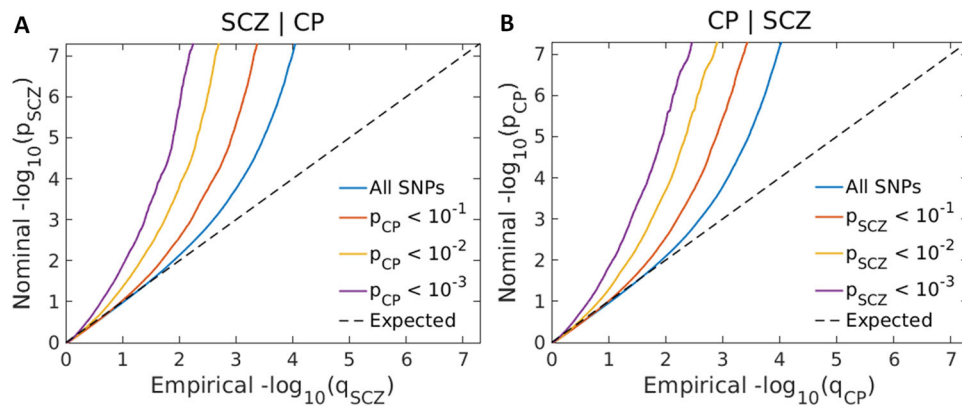 A
SCZ | CP
Nominal -log10(pSCZ)
7
6
5
4
3
2
1
0
All SNPs
pCP < 10-1
pCP < 10-2
pCP < 10-3
Expected
0 1 2 3 4 5 6 7
Empirical -log10(qSCZ)
B
CP | SCZ
Nominal -log10(pCP)
7
6
5
4
3
2
1
0
All SNPs
pSCZ < 10-1
pSCZ < 10-2
pSCZ < 10-3
Expected
0 1 2 3 4 5 6 7
Empirical -log10(qCP)